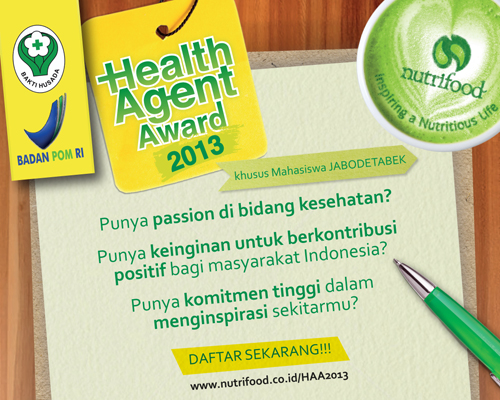 BAKTI HUSADA
BADAN POM RI
Health
Agent
Award
2013
nutrifood
Inspiring a Nutritious Life
khusus Mahasiswa JABODETABEK
Punya passion di bidang kesehatan?
Punya keinginan untuk berkontribusi
positif bagi masyarakat Indonesia?
Punya komitmen tinggi dalam
menginspirasi sekitarmu?
DAFTAR SEKARANG!!!
www.nutrifood.co.id/HAA2013